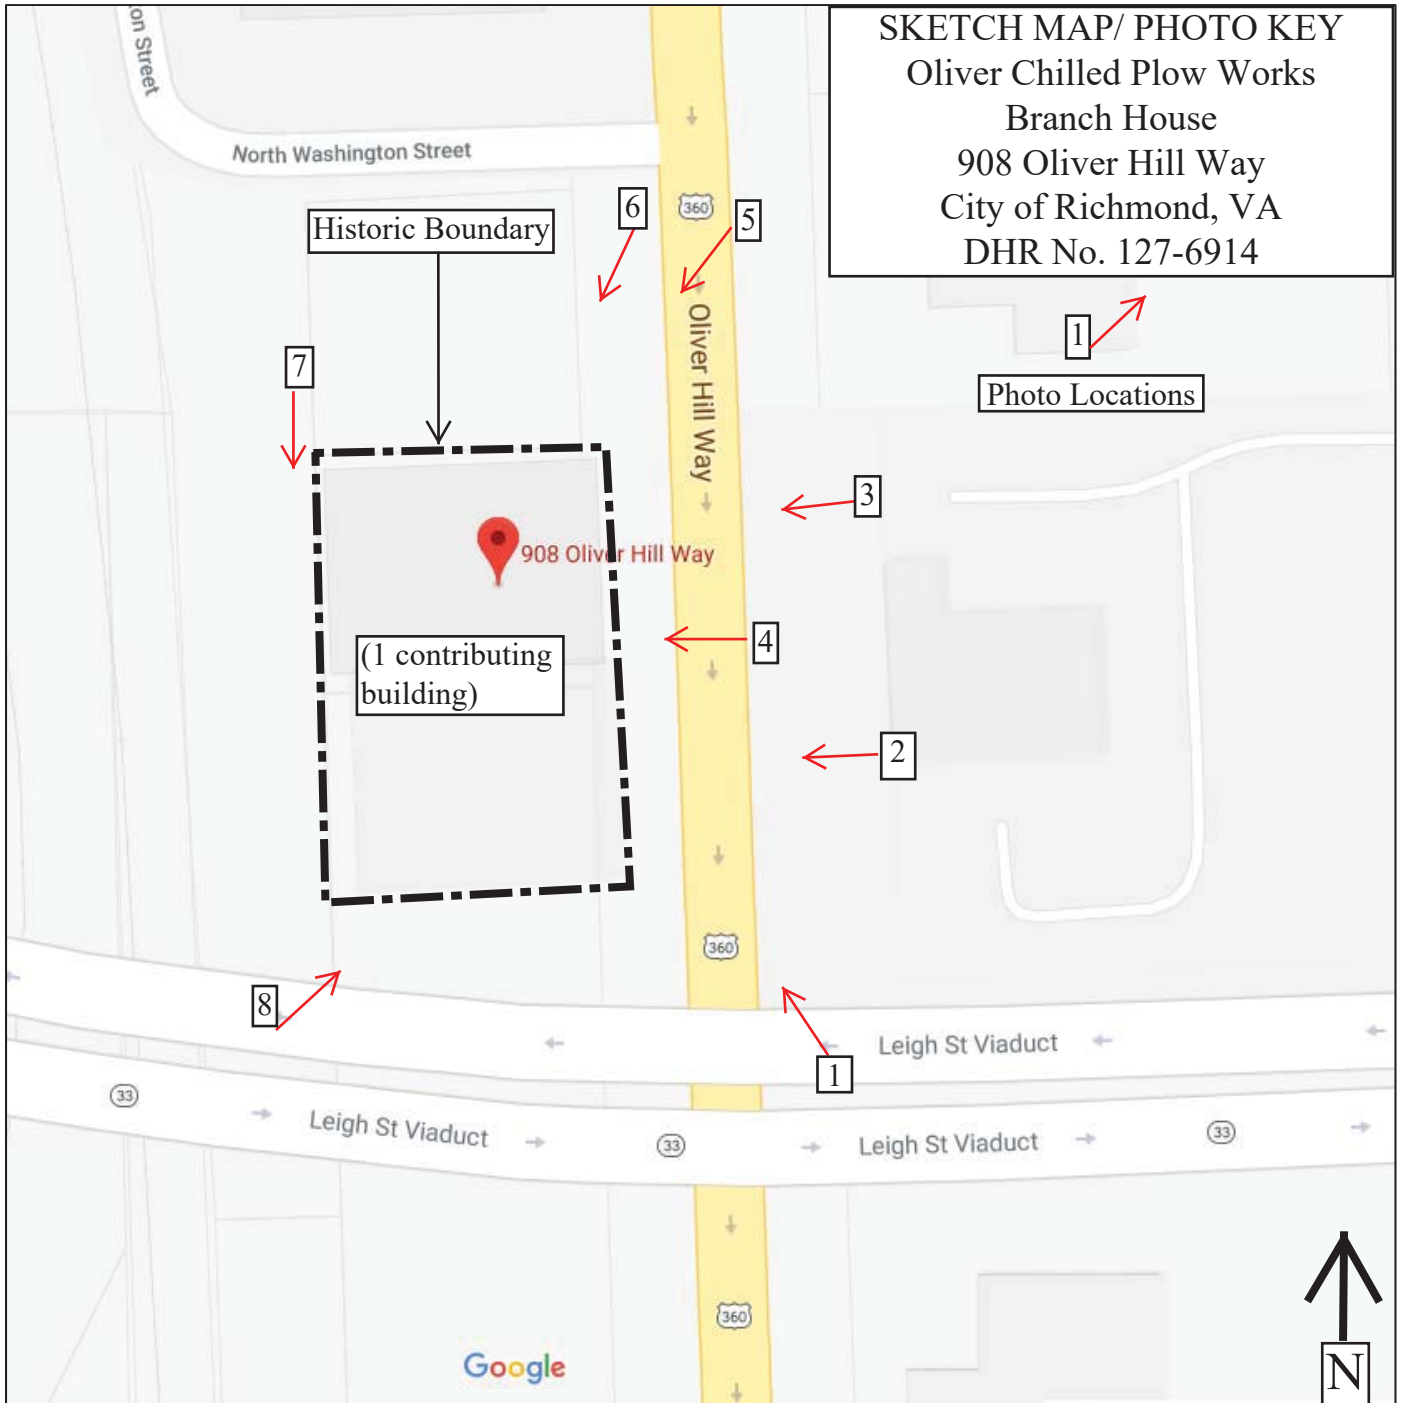 SKETCH MAP/ PHOTO KEY
Oliver Chilled Plow Works
Branch House
908 Oliver Hill Way
City of Richmond, VA
DHR No. 127-6914
on Street
North Washington Street
360
6
5
Historic Boundary
Oliver Hill Way
1
Photo Locations
7
3
908 Oliver Hill Way
4
(1 contributing
building)
2
360
8
1
Leigh St Viaduct
33
Leigh St Viaduct
33
Leigh St Viaduct
33
360
Google
N